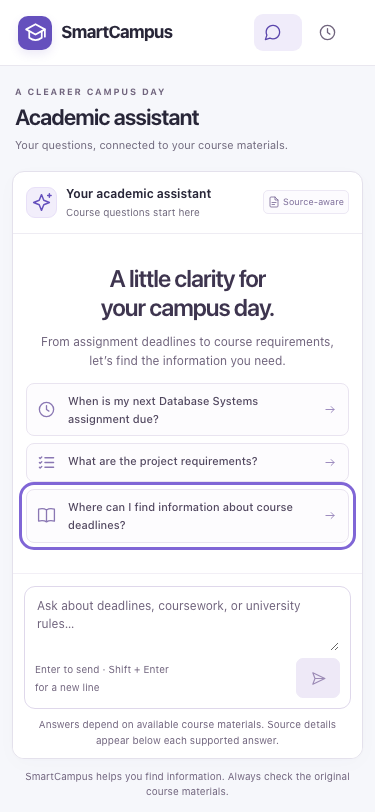 SmartCampus
A CLEARER CAMPUS DAY
Academic assistant
Your questions, connected to your course materials.
Your academic assistant
Course questions start here
Source-aware
A little clarity for
your campus day.
From assignment deadlines to course requirements,
let's find the information you need.
When is my next Database Systems
assignment due?
What are the project requirements?
Where can I find information about course
deadlines?
Ask about deadlines, coursework, or university
rules...
Enter to send · Shift + Enter
for a new line
Answers depend on available course materials. Source details
appear below each supported answer.
SmartCampus helps you find information. Always check the original
course materials.